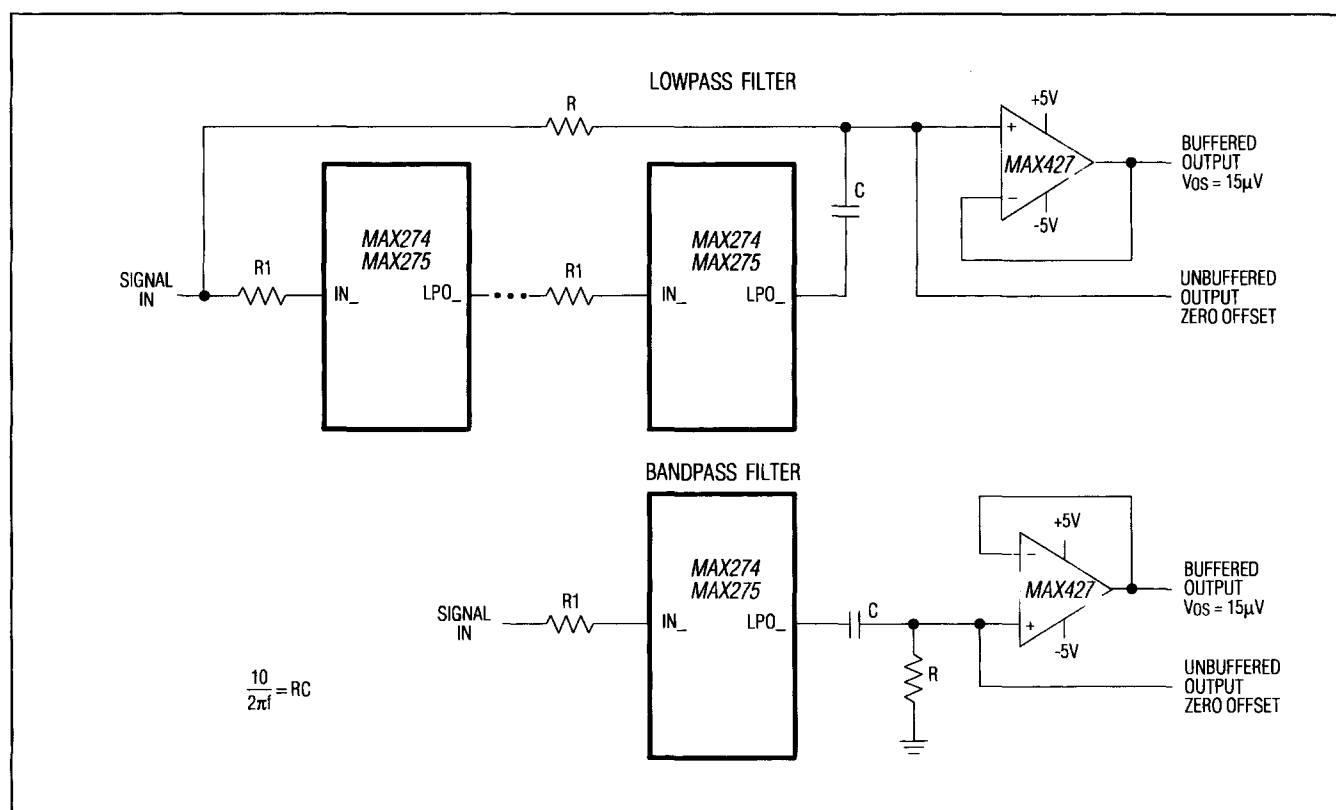 LOWPASS FILTER
R
+5V
+
MAX427
-
-5V
BUFFERED
OUTPUT
VOS = 15µV
C
UNBUFFERED
OUTPUT
ZERO OFFSET
SIGNAL
IN
R1
MAX274
MAX275
IN_
LPO_
R1
MAX274
MAX275
IN_
LPO_
BANDPASS FILTER
SIGNAL
IN
R1
MAX274
MAX275
IN_
LPO_
C
R
+5V
-
MAX427
+
-5V
BUFFERED
OUTPUT
VOS = 15µV
UNBUFFERED
OUTPUT
ZERO OFFSET
10
2πf
=RC